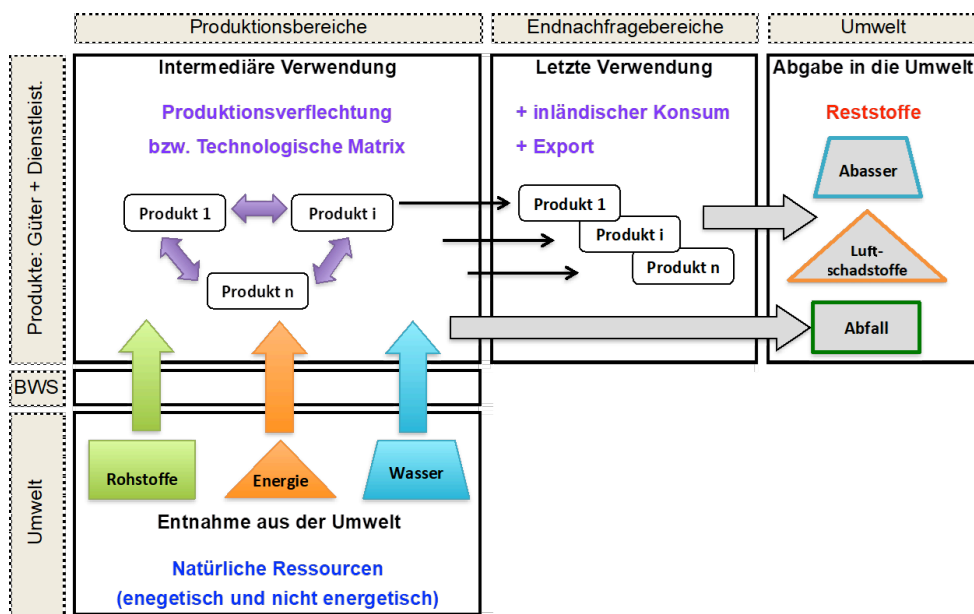 Produktionsbereiche
Endnachfragebereiche
Umwelt
Produkte: Güter + Dienstleist.
Intermediäre Verwendung
Produktionsverflechtung
bzw. Technologische Matrix
Produkt 1
Produkt i
Produkt n
Letzte Verwendung
+ inländischer Konsum
+ Export
Produkt 1
Produkt i
Produkt n
Abgabe in die Umwelt
Reststoffe
Abasser
Luft-
schadstoffe
Abfall
BWS
Umwelt
Rohstoffe
Energie
Wasser
Entnahme aus der Umwelt
Natürliche Ressourcen
(enegetisch und nicht energetisch)